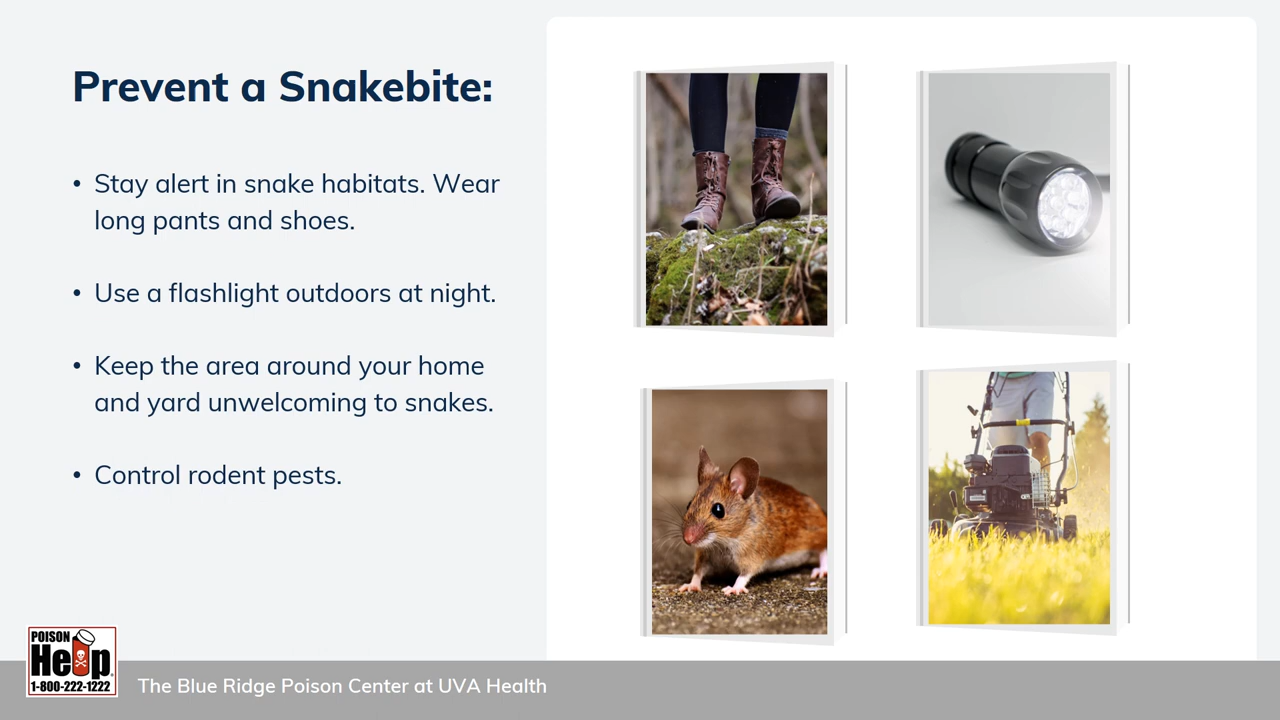 Prevent a Snakebite:
• Stay alert in snake habitats. Wear
long pants and shoes.
• Use a flashlight outdoors at night.
• Keep the area around your home
and yard unwelcoming to snakes.
• Control rodent pests.
POISON
Help®
1-800-222-1222
The Blue Ridge Poison Center at UVA Health